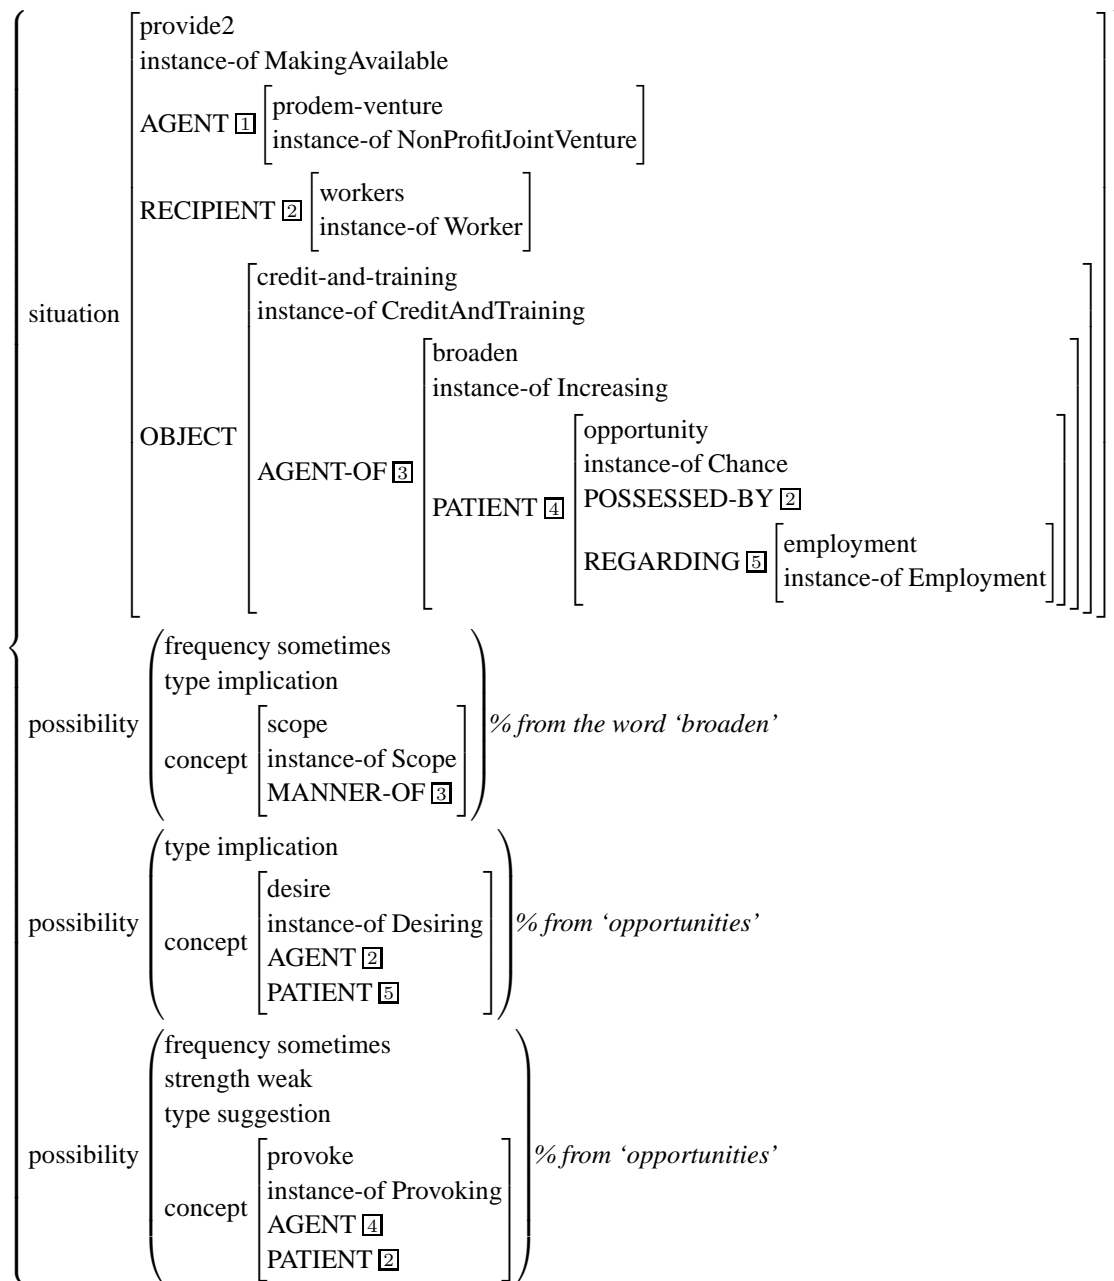 provide2
instance-of MakingAvailable
AGENT 1 prodem-venture
instance-of NonProfitJointVenture
RECIPIENT 2 workers
instance-of Worker
situation
OBJECT
credit-and-training
instance-of CreditAndTraining
AGENT-OF 3
broaden
instance-of Increasing
PATIENT 4
opportunity
instance-of Chance
POSSESSED-BY 2
REGARDING 5
employment
instance-of Employment
possibility
frequency sometimes
type implication
concept
scope
instance-of Scope
MANNER-OF 3
% from the word ‘broaden’
possibility
type implication
concept
desire
instance-of Desiring
AGENT 2
PATIENT 5
% from ‘opportunities’
possibility
frequency sometimes
strength weak
type suggestion
concept
provoke
instance-of Provoking
AGENT 4
PATIENT 2
% from ‘opportunities’